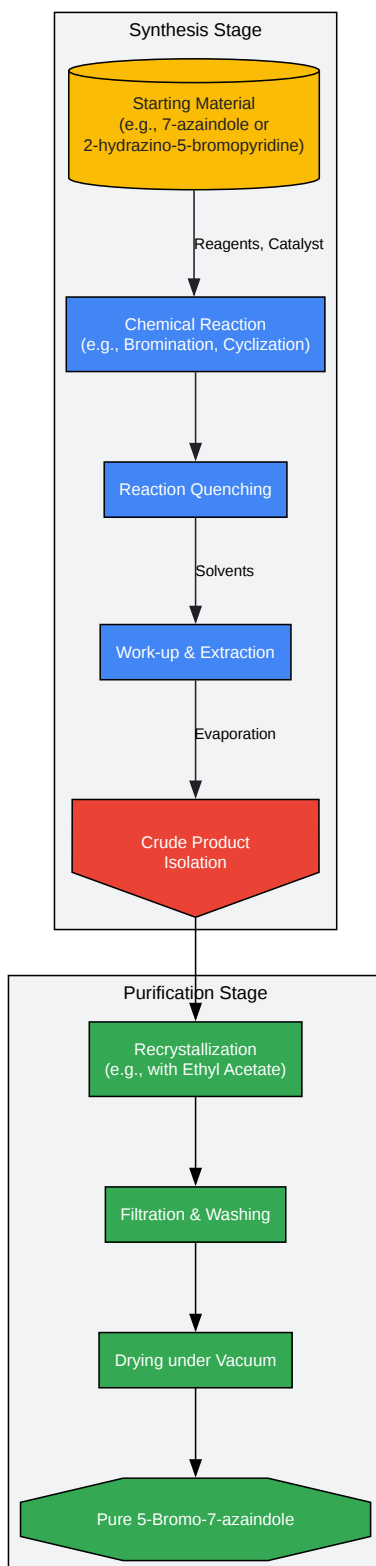 Synthesis Stage
Starting Material
(e.g., 7-azaindole or
2-hydrazino-5-bromopyridine)
Reagents, Catalyst
Chemical Reaction
(e.g., Bromination, Cyclization)
Reaction Quenching
Solvents
Work-up & Extraction
Evaporation
Crude Product
Isolation
Purification Stage
Recrystallization
(e.g., with Ethyl Acetate)
Filtration & Washing
Drying under Vacuum
Pure 5-Bromo-7-azaindole